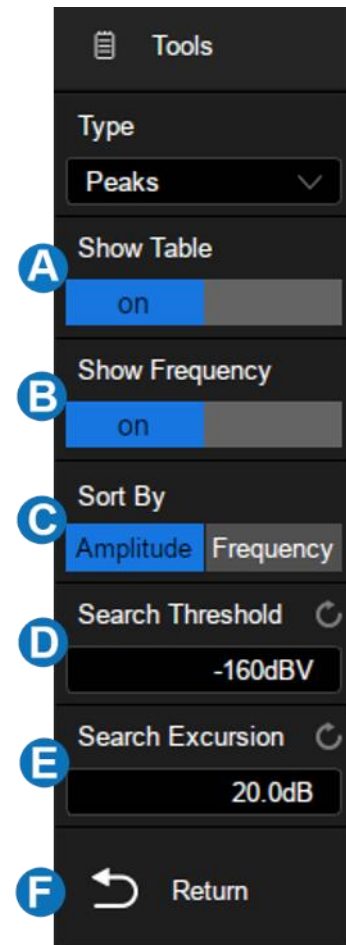 Tools
Type
Peaks
A
Show Table
on
B
Show Frequency
on
C
Sort By
Amplitude Frequency
D
Search Threshold
-160dBV
E
Search Excursion
20.0dB
F
Return